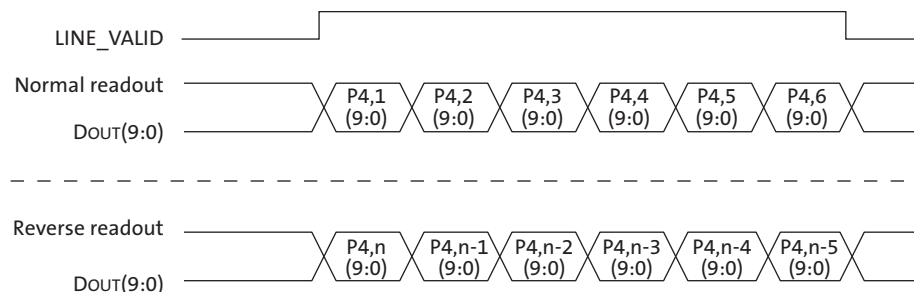 LINE_VALID
Normal readout
P4,1 P4,2 P4,3 P4,4 P4,5 P4,6
(9:0) (9:0) (9:0) (9:0) (9:0) (9:0)
DOUT(9:0)
Reverse readout
P4,n P4,n-1 P4,n-2 P4,n-3 P4,n-4 P4,n-5
(9:0) (9:0) (9:0) (9:0) (9:0) (9:0)
DOUT(9:0)